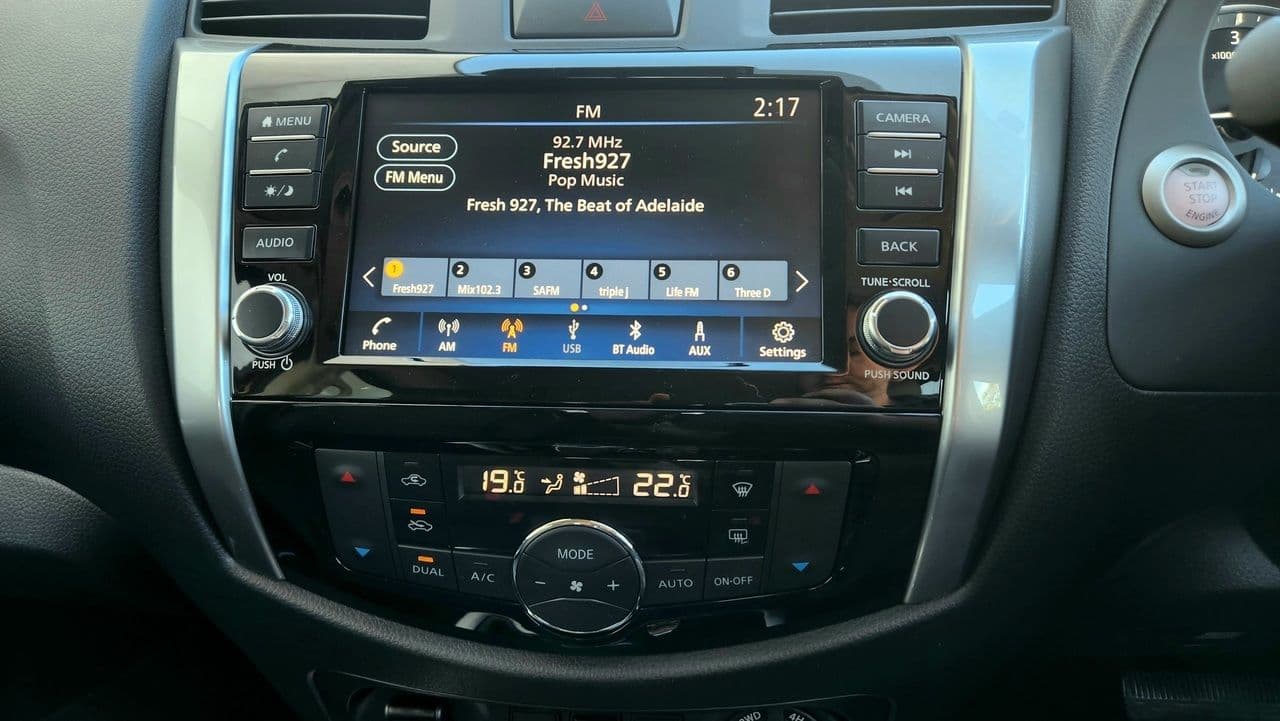 FM
2:17
MENU
Source
FM Menu
92.7 MHz
Fresh927
Pop Music
Fresh 927, The Beat of Adelaide
CAMERA
AUDIO
BACK
VOL
TUNE·SCROLL
1 2 3 4 5 6
Fresh927 Mix102.3 SAFM triple j Life FM Three D
Phone AM FM USB BT Audio AUX Settings
PUSH
PUSH SOUND
START
STOP
ENGINE
3
19.0°C
22.0°C
MODE
DUAL
A/C
- +
AUTO
ON·OFF
4H